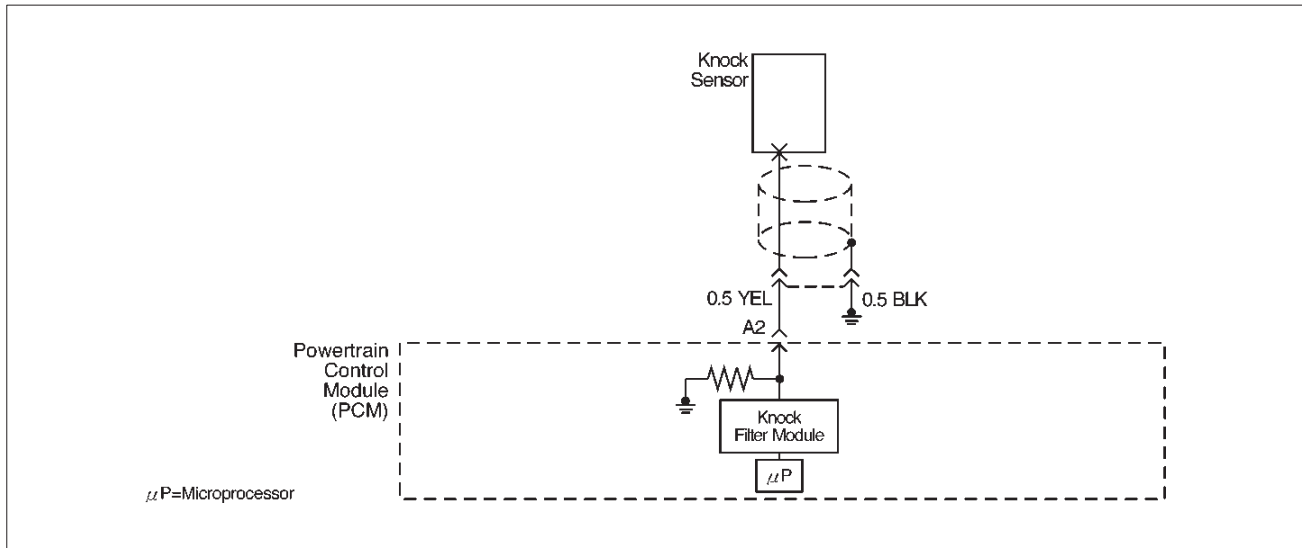 Knock
Sensor
0.5 YEL
0.5 BLK
A2
Powertrain
Control
Module
(PCM)
Knock
Filter Module
μP
μP=Microprocessor